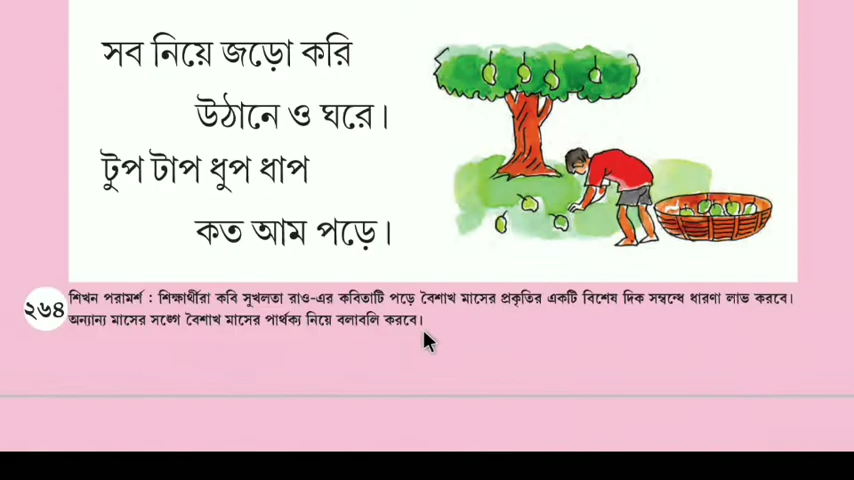 সব নিয়ে জড়ো করি
উঠানে ও ঘরে।
টুপ টাপ ধুপ ধাপ
কত আম পড়ে।
২৬৪
শিখন পরামর্শ : শিক্ষার্থীরা কবি সুখলতা রাও-এর কবিতাটি পড়ে বৈশাখ মাসের প্রকৃতির একটি বিশেষ দিক সম্বন্ধে ধারণা লাভ করবে।
অন্যান্য মাসের সঙ্গে বৈশাখ মাসের পার্থক্য নিয়ে বলাবলি করবে।